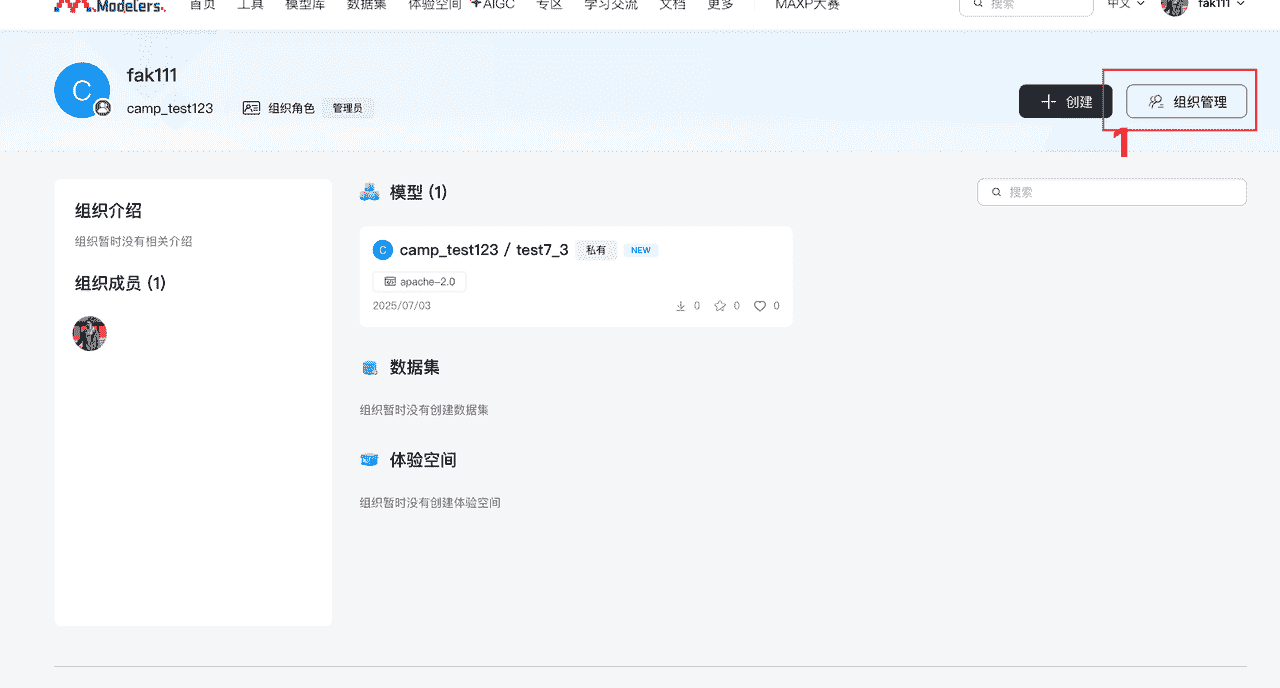 Modelers.
首页 工具 模型库 数据集 体验空间 AIGC 专区 学习交流 文档 更多 MAXP大赛 搜索 中文 fak111
C fak111
camp_test123 组织角色 管理员
创建 组织管理
1
组织介绍
组织暂时没有相关介绍
组织成员 (1)
模型 (1)
搜索
C camp_test123 / test7_3 私有 NEW
apache-2.0
2025/07/03 0 0 0
数据集
组织暂时没有创建数据集
体验空间
组织暂时没有创建体验空间